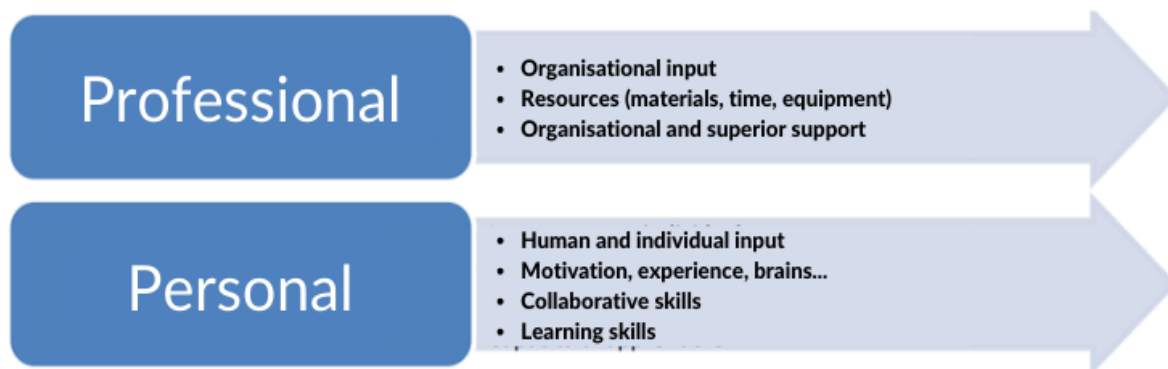 Professional
• Organisational input
• Resources (materials, time, equipment)
• Organisational and superior support
Personal
• Human and individual input
• Motivation, experience, brains...
• Collaborative skills
• Learning skills